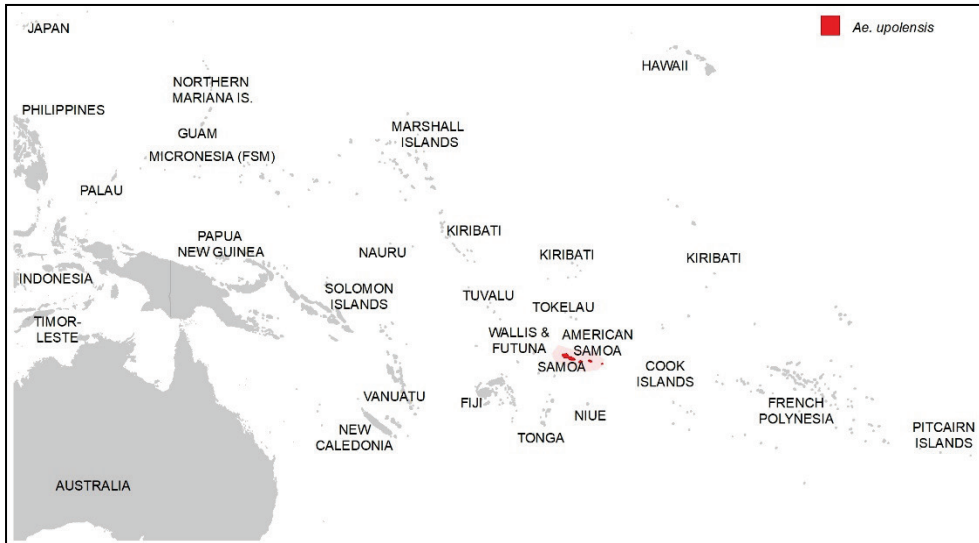 JAPAN
Ae. upolensis
HAWAII
NORTHERN
MARIANA IS.
PHILIPPINES
GUAM
MARSHALL
ISLANDS
MICRONESIA (FSM)
PALAU
KIRIBATI
PAPUA
NEW GUINEA
NAURU
KIRIBATI
KIRIBATI
INDONESIA
SOLOMON
ISLANDS
TUVALU
TOKELAU
TIMOR-
LESTE
WALLIS &
FUTUNA
AMERICAN
SAMOA
SAMOA
COOK
ISLANDS
VANUATU
FIJI
NIUE
FRENCH
POLYNESIA
NEW
CALEDONIA
TONGA
PITCAIRN
ISLANDS
AUSTRALIA